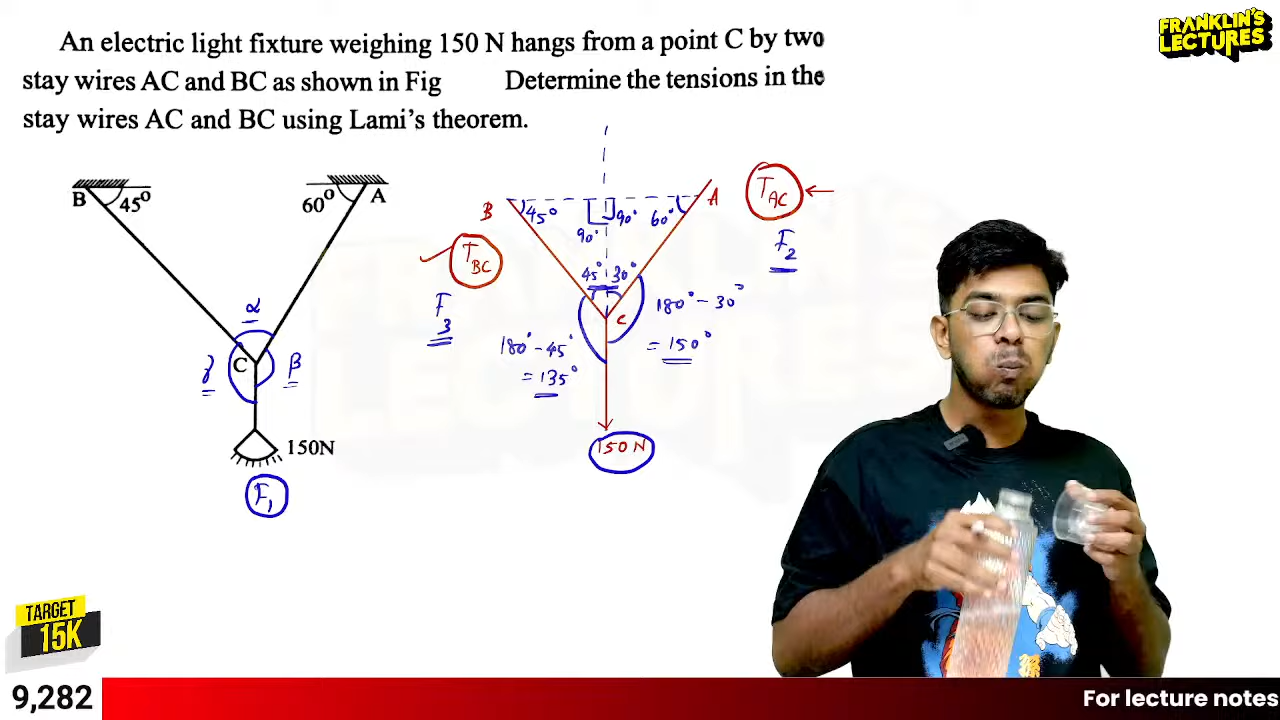 An electric light fixture weighing 150 N hangs from a point C by two
stay wires AC and BC as shown in Fig Determine the tensions in the
stay wires AC and BC using Lami's theorem.
FRANKLIN'S
LECTURES
B
45°
60°
A
α
C
γ
β
150N
F₁
B
45°
90°
90°
60°
A
T_AC
←
F₂
T_BC
F₃
45°
30°
C
180° - 30°
= 150°
180° - 45°
= 135°
150 N
TARGET
15K
9,282
For lecture notes